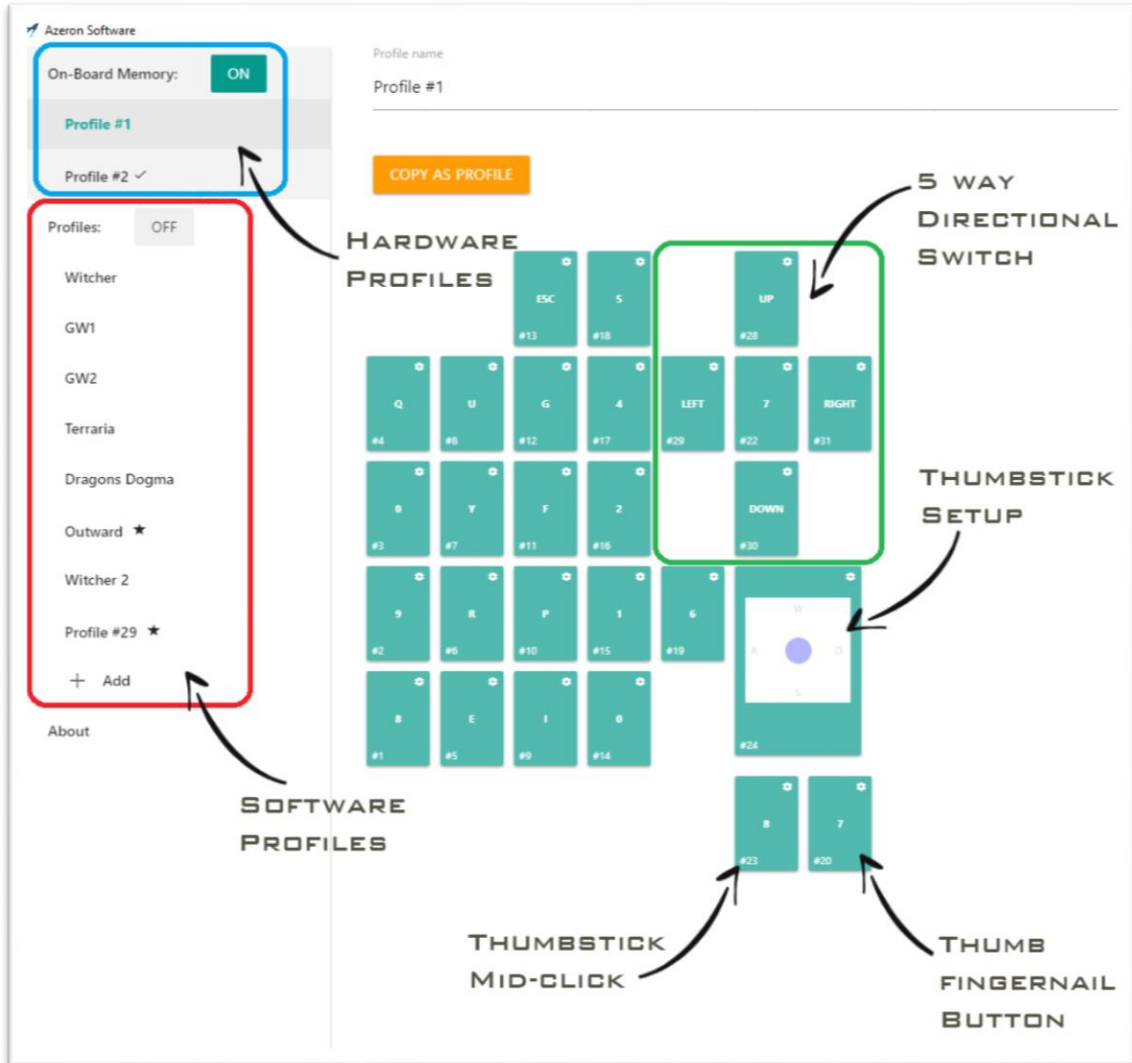 Azeron Software
On-Board Memory: ON
Profile #1
Profile #2 ✓
Profiles: OFF
Witcher
GW1
GW2
Terraria
Dragons Dogma
Outward ★
Witcher 2
Profile #29 ★
+ Add
About
Profile name
Profile #1
COPY AS PROFILE
HARDWARE
PROFILES
SOFTWARE
PROFILES
5 WAY
DIRECTIONAL
SWITCH
ESC
#13
5
#18
UP
#28
Q
#4
U
#8
G
#12
4
#17
LEFT
#29
7
#22
RIGHT
#31
0
#3
Y
#7
F
#11
2
#16
DOWN
#30
THUMBSTICK
SETUP
9
#2
R
#6
P
#10
1
#15
6
#19
W
A
D
S
#24
8
#1
E
#5
I
#9
0
#14
8
#23
7
#20
THUMBSTICK
MID-CLICK
THUMB
FINGERNAIL
BUTTON